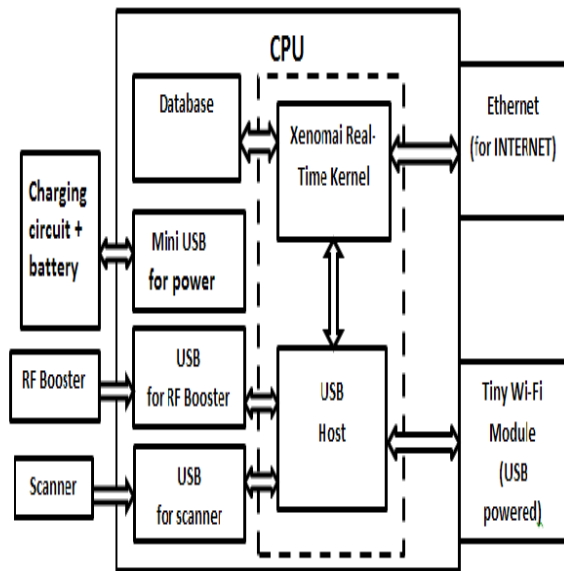 CPU
Database
Xenomai Real-
Time Kernel
Ethernet
(for INTERNET)
Charging
circuit +
battery
Mini USB
for power
RF Booster
USB
for RF Booster
USB
Host
Tiny Wi-Fi
Module
(USB
powered)
Scanner
USB
for scanner